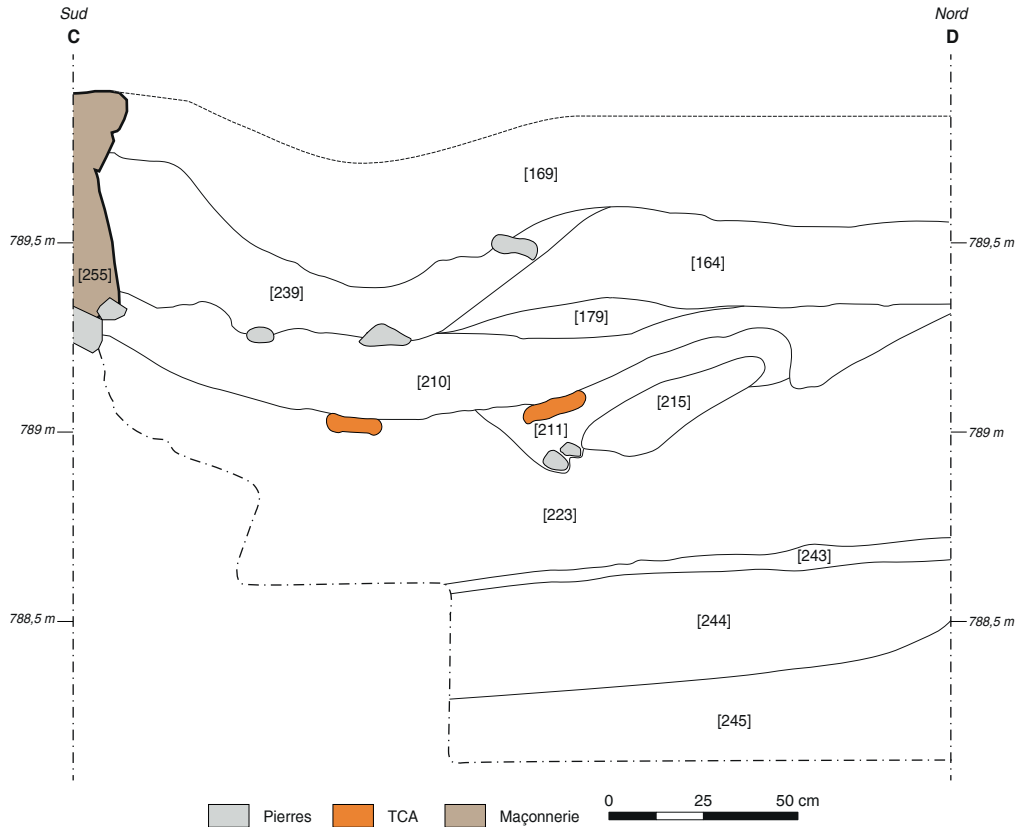 Sud
Nord
C
D
[169]
789,5 m
789,5 m
[164]
[255]
[239]
[179]
[210]
[215]
[211]
789 m
789 m
[223]
[243]
788,5 m
788,5 m
[244]
[245]
0 25 50 cm
Pierres TCA Maçonnerie